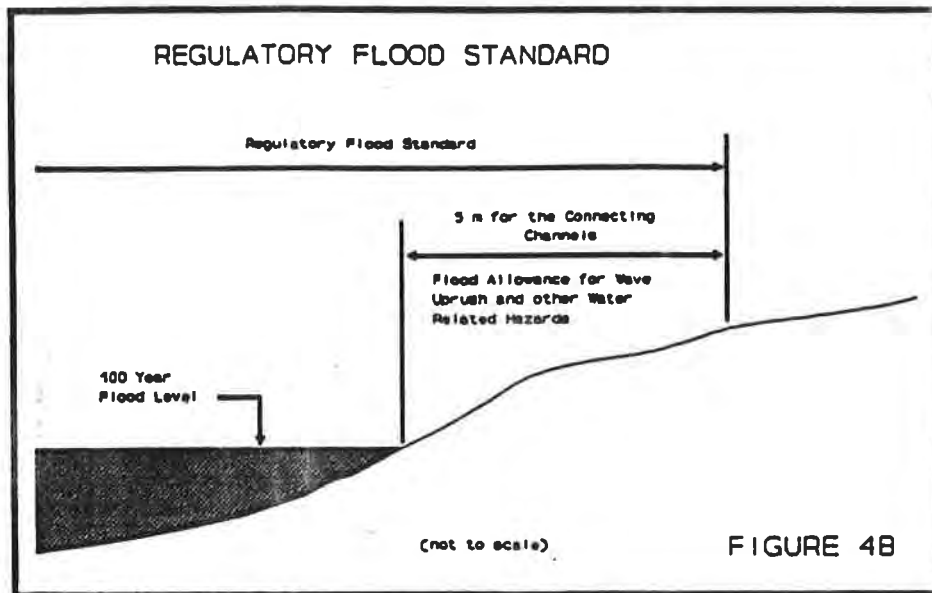 REGULATORY FLOOD STANDARD
Regulatory Flood Standard
5 m for the Connecting
Channels
Flood Allowance for Wave
Uprush and other Water
Related Hazards
100 Year
Flood Level
(not to scale)
FIGURE 4B